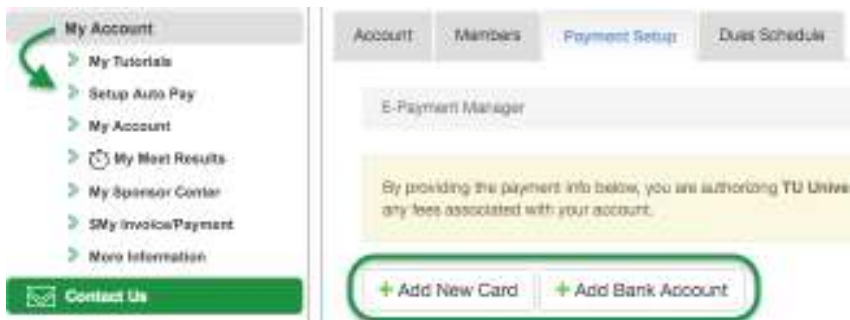 My Account
My Tutorials
Setup Auto Pay
My Account
My Meet Results
My Sponsor Center
SMy Invoice/Payment
More Information
Contact Us
Account Members Payment Setup Dues Schedule
E-Payment Manager
By providing the payment info below, you are authorizing TU Unive
any fees associated with your account.
+ Add New Card + Add Bank Account